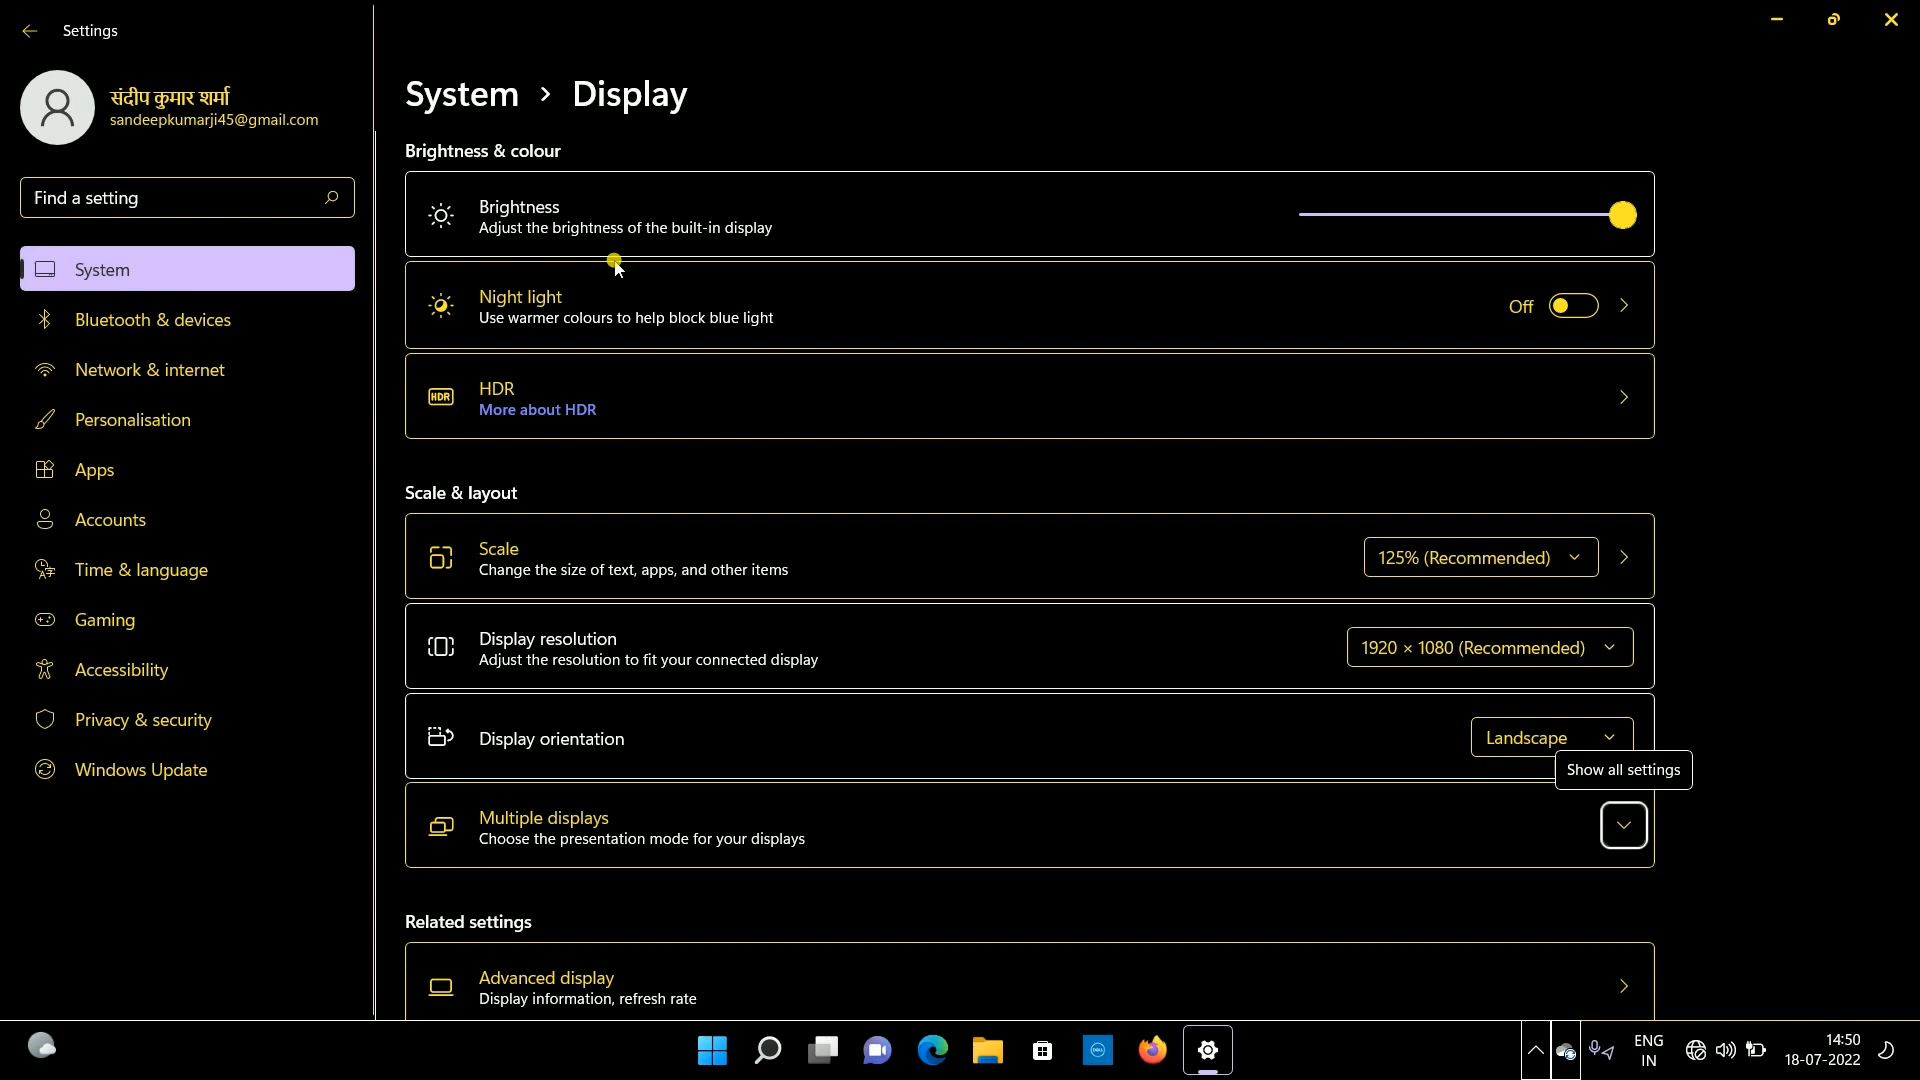 Settings
संदीप कुमार शर्मा
sandeepkumarji45@gmail.com
Find a setting
System
Bluetooth & devices
Network & internet
Personalisation
Apps
Accounts
Time & language
Gaming
Accessibility
Privacy & security
Windows Update
System > Display
Brightness & colour
Brightness
Adjust the brightness of the built-in display
Night light
Use warmer colours to help block blue light
Off
HDR
HDR
More about HDR
Scale & layout
Scale
Change the size of text, apps, and other items
125% (Recommended)
Display resolution
Adjust the resolution to fit your connected display
1920 × 1080 (Recommended)
Display orientation
Landscape
Show all settings
Multiple displays
Choose the presentation mode for your displays
Related settings
Advanced display
Display information, refresh rate
DELL
ENG
IN
14:50
18-07-2022